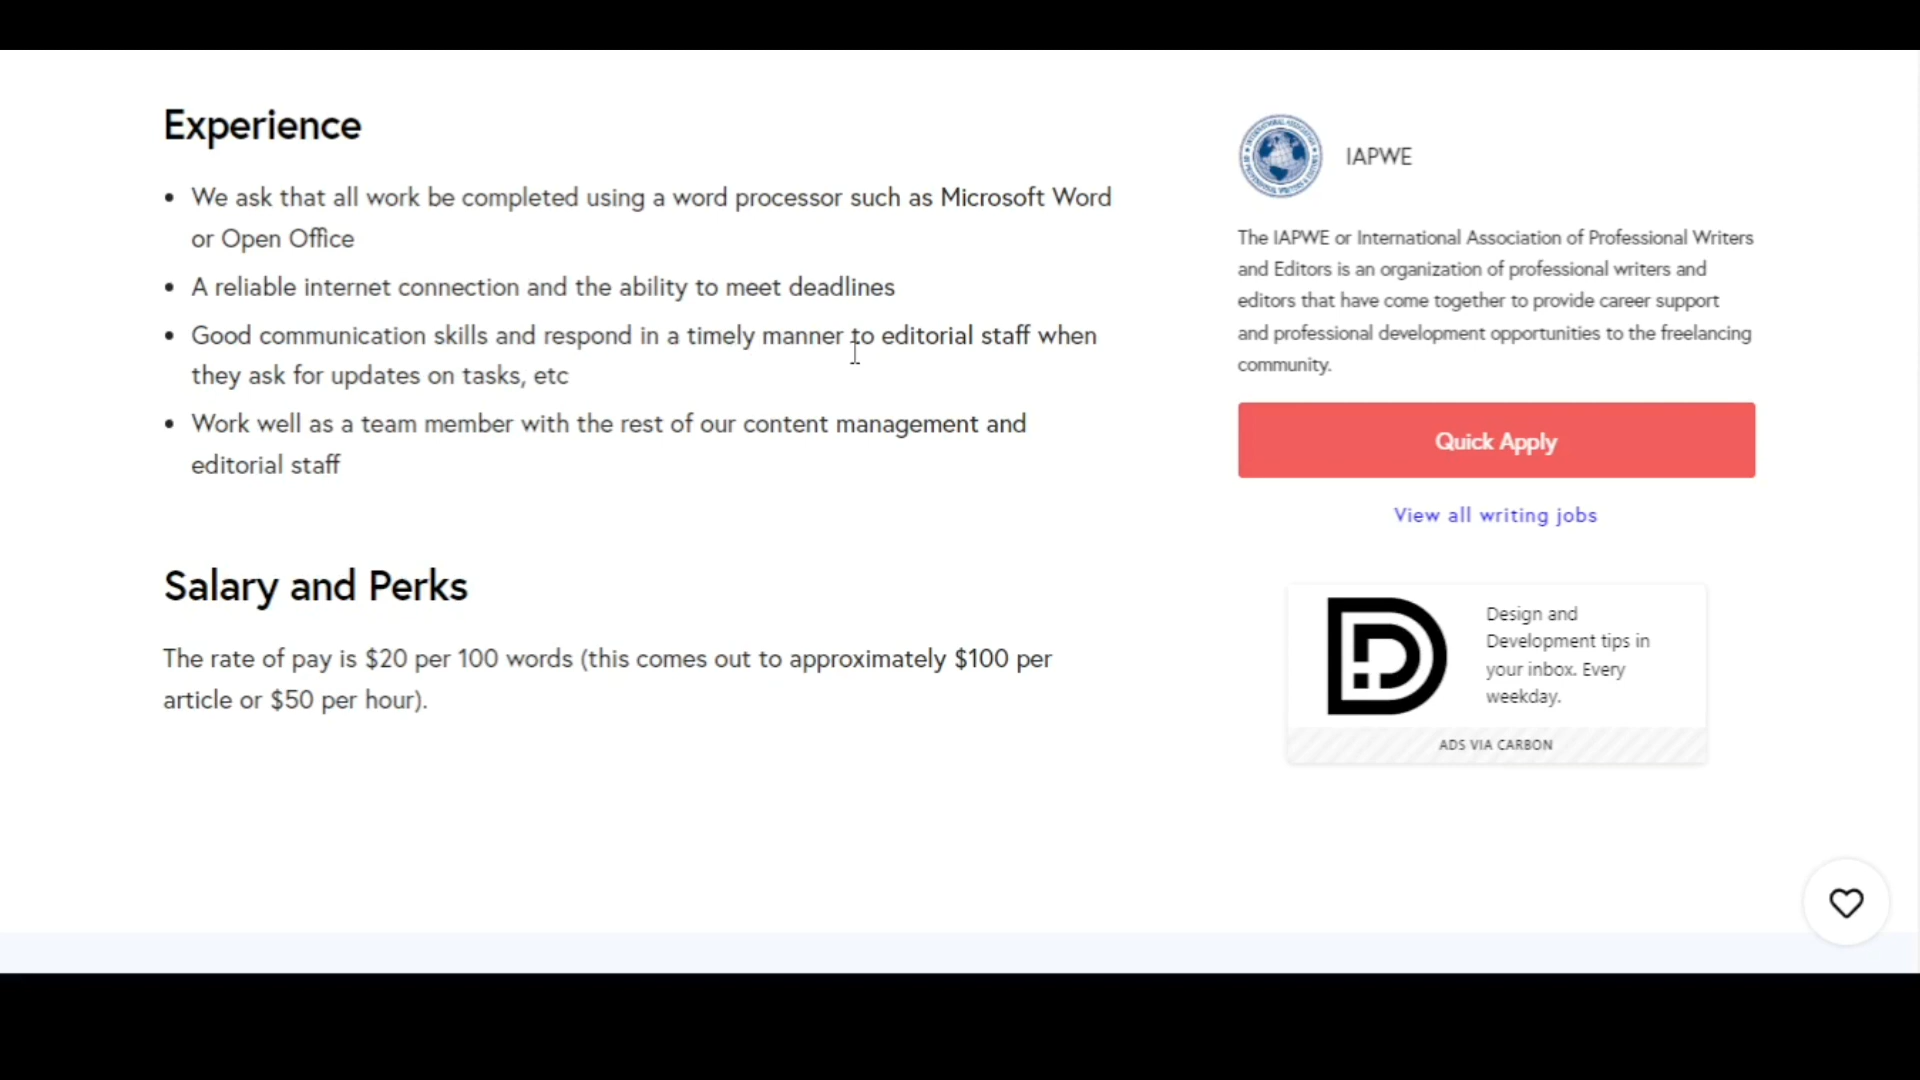 Experience
We ask that all work be completed using a word processor such as Microsoft Word
or Open Office
A reliable internet connection and the ability to meet deadlines
Good communication skills and respond in a timely manner to editorial staff when
they ask for updates on tasks, etc
Work well as a team member with the rest of our content management and
editorial staff
Salary and Perks
The rate of pay is $20 per 100 words (this comes out to approximately $100 per
article or $50 per hour).
IAPWE
The IAPWE or International Association of Professional Writers
and Editors is an organization of professional writers and
editors that have come together to provide career support
and professional development opportunities to the freelancing
community.
Quick Apply
View all writing jobs
Design and
Development tips in
your inbox. Every
weekday.
ADS VIA CARBON